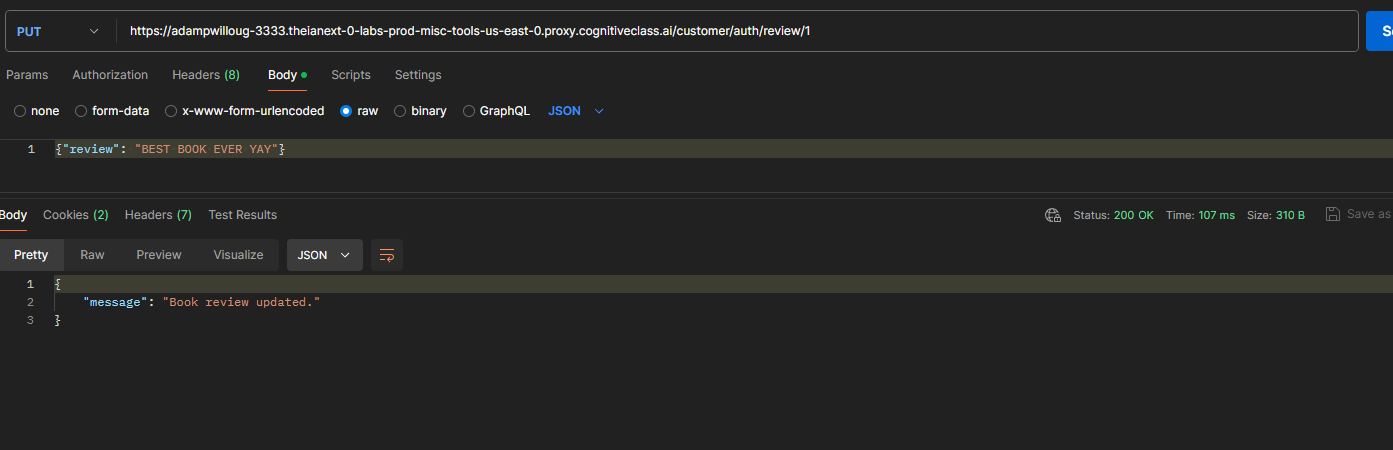 PUT https://adampwilloug-3333.theianext-0-labs-prod-misc-tools-us-east-0.proxy.cognitiveclass.ai/customer/auth/review/1
Params Authorization Headers (8) Body Scripts Settings
none form-data x-www-form-urlencoded raw binary GraphQL JSON
1 {"review": "BEST BOOK EVER YAY"}
Body Cookies (2) Headers (7) Test Results Status: 200 OK Time: 107 ms Size: 310 B Save as
Pretty Raw Preview Visualize JSON
1 {
2 "message": "Book review updated."
3 }